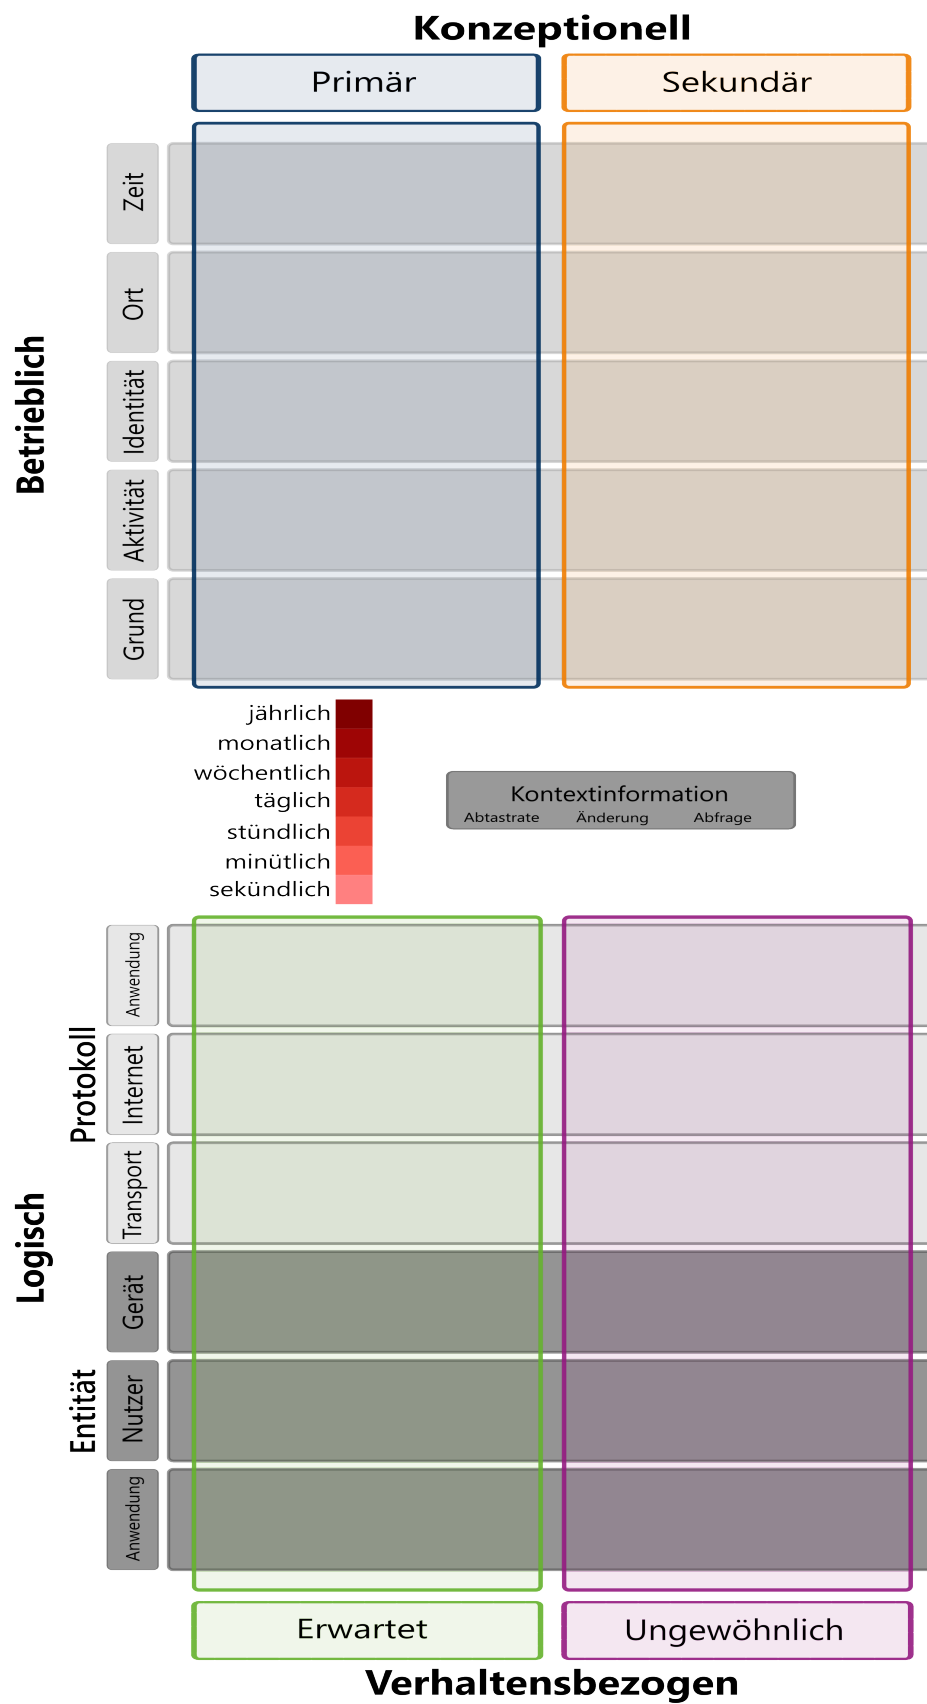 Konzeptionell
Primär
Sekundär
Betrieblich
Zeit
Ort
Identität
Aktivität
Grund
jährlich
monatlich
wöchentlich
täglich
stündlich
minütlich
sekündlich
Kontextinformation
Abtastrate Änderung Abfrage
Logisch
Protokoll
Anwendung
Internet
Transport
Entität
Gerät
Nutzer
Anwendung
Erwartet
Ungewöhnlich
Verhaltensbezogen